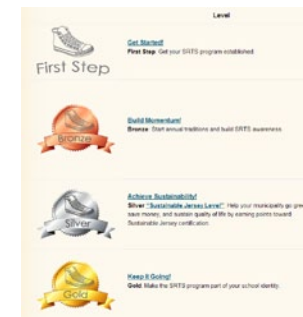 Level
Get Started!
First Step: Get your SRTS program established.
First Step
Build Momentum!
Bronze: Start annual traditions and build SRTS awareness.
Bronze
Achieve Sustainability!
Silver "Sustainable Jersey Level": Help your municipality go gre
save money, and sustain quality of life by earning points toward
Sustainable Jersey certification.
Silver
Keep it Going!
Gold: Make the SRTS program part of your school identity.
Gold